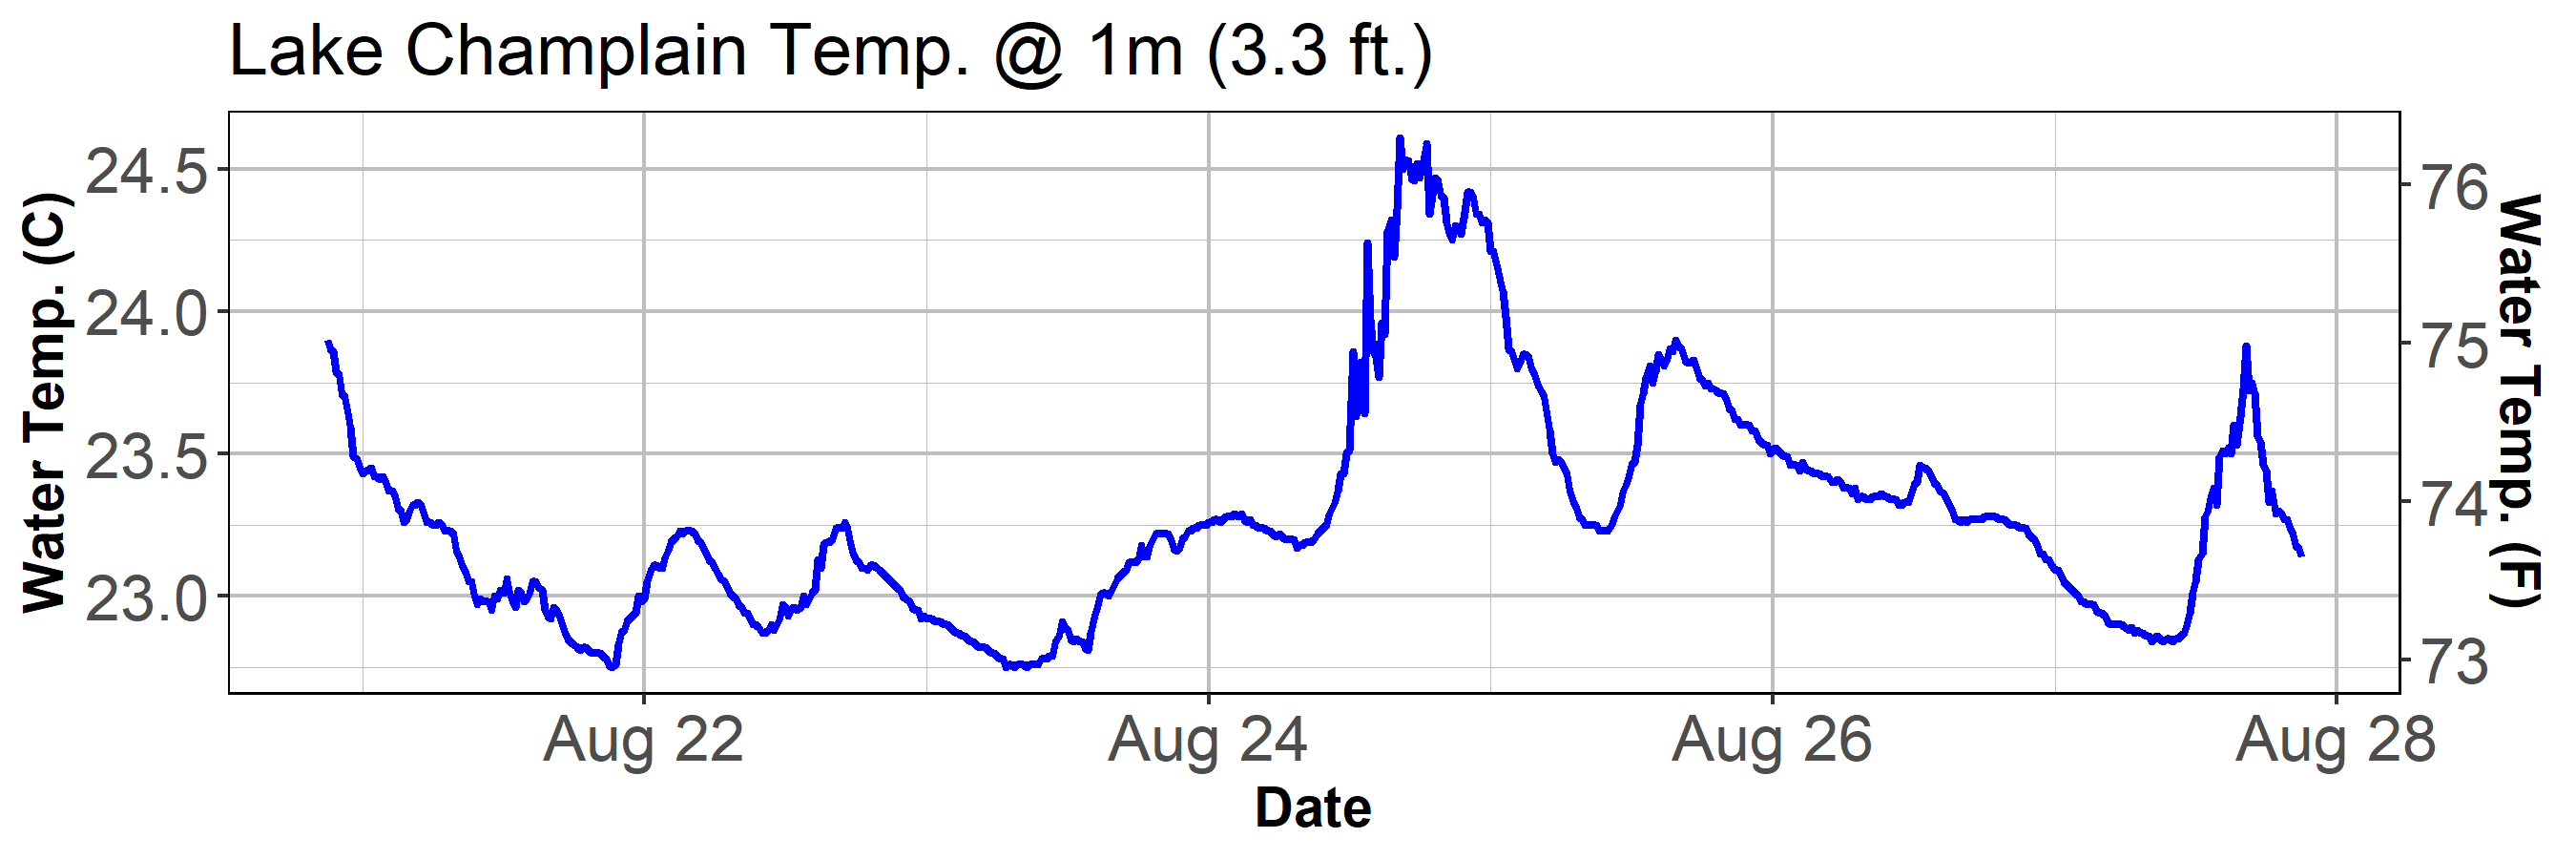 Lake Champlain Temp. @ 1m (3.3 ft.)
Water Temp. (C)
24.5
24.0
23.5
23.0
76
75
74
73
Water Temp. (F)
Aug 22
Aug 24
Aug 26
Aug 28
Date